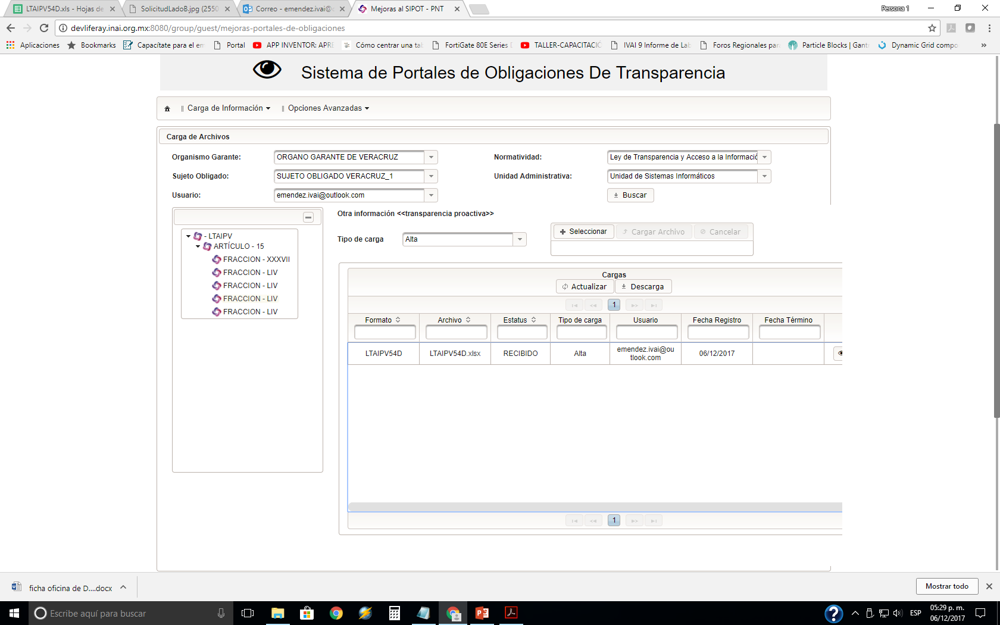 LTAIPV54D.xls - Hojas de
SolicitudLadoB.jpg (2550
Correo - emendez.ivai@o
Mejoras al SIPOT - PNT
Persona 1
devliferay.inai.org.mx:8080/group/guest/mejoras-portales-de-obligaciones
Aplicaciones
Bookmarks
Capacítate para el em
Portal
APP INVENTOR: APRE
Cómo centrar una tab
FortiGate 80E Series D
TALLER-CAPACITACIÓ
IVAI 9 Informe de Lab
Foros Regionales para
Particle Blocks | Gant
Dynamic Grid compo
»
Sistema de Portales de Obligaciones De Transparencia
Carga de Información
Opciones Avanzadas
Carga de Archivos
Organismo Garante:
ORGANO GARANTE DE VERACRUZ
Normatividad:
Ley de Transparencia y Acceso a la Informació
Sujeto Obligado:
SUJETO OBLIGADO VERACRUZ_1
Unidad Administrativa:
Unidad de Sistemas Informáticos
Usuario:
emendez.ivai@outlook.com
Buscar
Otra información <<transparencia proactiva>>
- LTAIPV
ARTÍCULO - 15
FRACCION - XXXVII
FRACCION - LIV
FRACCION - LIV
FRACCION - LIV
FRACCION - LIV
Tipo de carga
Alta
Seleccionar
Cargar Archivo
Cancelar
Cargas
Actualizar
Descarga
1
Formato
Archivo
Estatus
Tipo de carga
Usuario
Fecha Registro
Fecha Término
LTAIPV54D
LTAIPV54D.xlsx
RECIBIDO
Alta
emendez.ivai@ou
tlook.com
06/12/2017
1
ficha oficina de D....docx
Mostrar todo
Escribe aquí para buscar
ESP
05:29 p. m.
06/12/2017